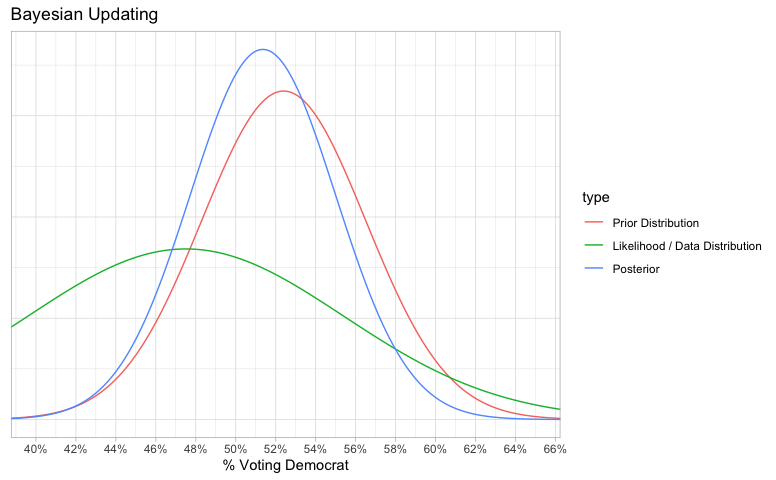 Bayesian Updating
type
Prior Distribution
Likelihood / Data Distribution
Posterior
40% 42% 44% 46% 48% 50% 52% 54% 56% 58% 60% 62% 64% 66%
% Voting Democrat